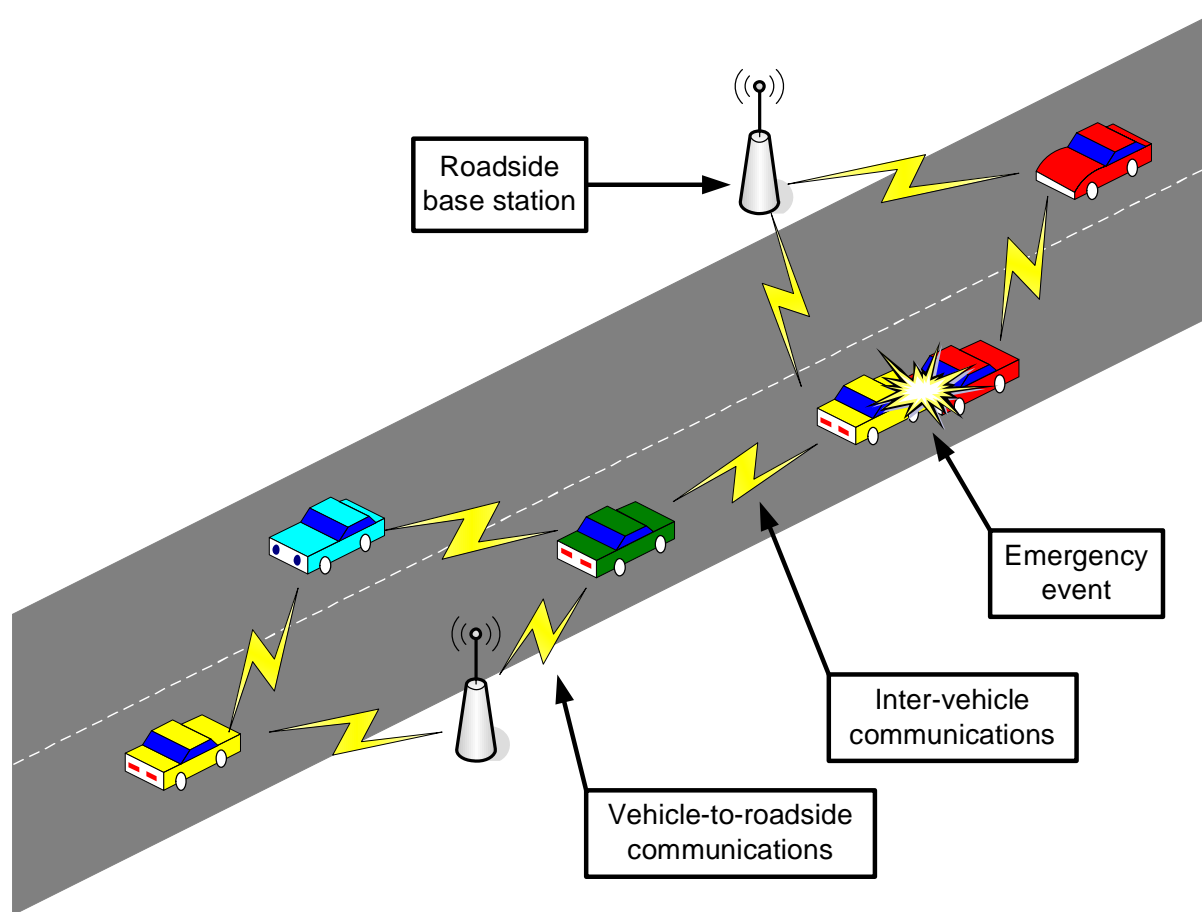 Roadside
base station
Emergency
event
Inter-vehicle
communications
Vehicle-to-roadside
communications